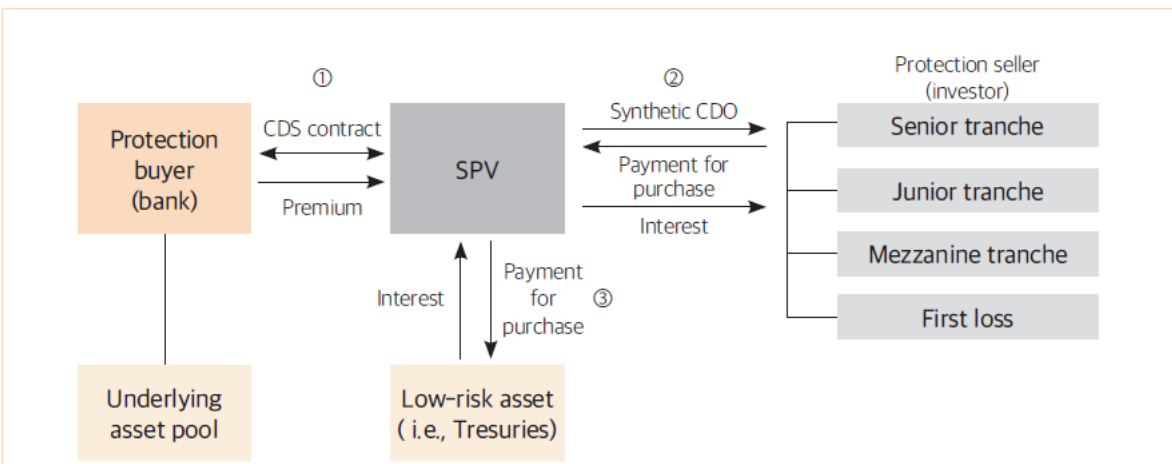 ①
②
Protection seller
(investor)
CDS contract
Synthetic CDO
Senior tranche
Protection
buyer
(bank)
SPV
Payment for
purchase
Junior tranche
Premium
Interest
Mezzanine tranche
Interest
Payment
for
purchase
③
First loss
Underlying
asset pool
Low-risk asset
( i.e., Tresuries)